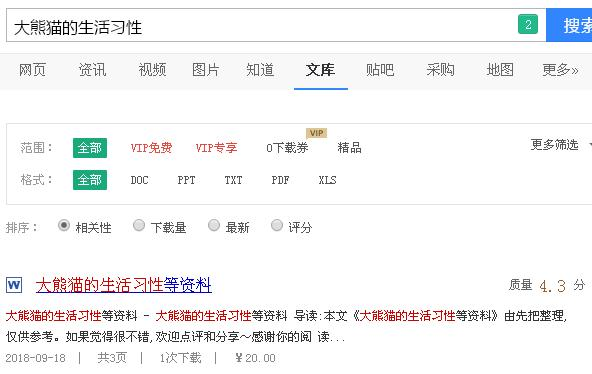 大熊猫的生活习性 2 搜索
网页 资讯 视频 图片 知道 文库 贴吧 采购 地图 更多»
VIP
范围： 全部 VIP免费 VIP专享 0下载券 精品 更多筛选
格式： 全部 DOC PPT TXT PDF XLS
排序： 相关性 下载量 最新 评分
W 大熊猫的生活习性等资料 质量 4.3 分
大熊猫的生活习性等资料 - 大熊猫的生活习性等资料 导读:本文《大熊猫的生活习性等资料》由先把整理,
仅供参考。如果觉得很不错,欢迎点评和分享～感谢你的阅 读...
2018-09-18 | 共3页 | 1次下载 | ￥20.00